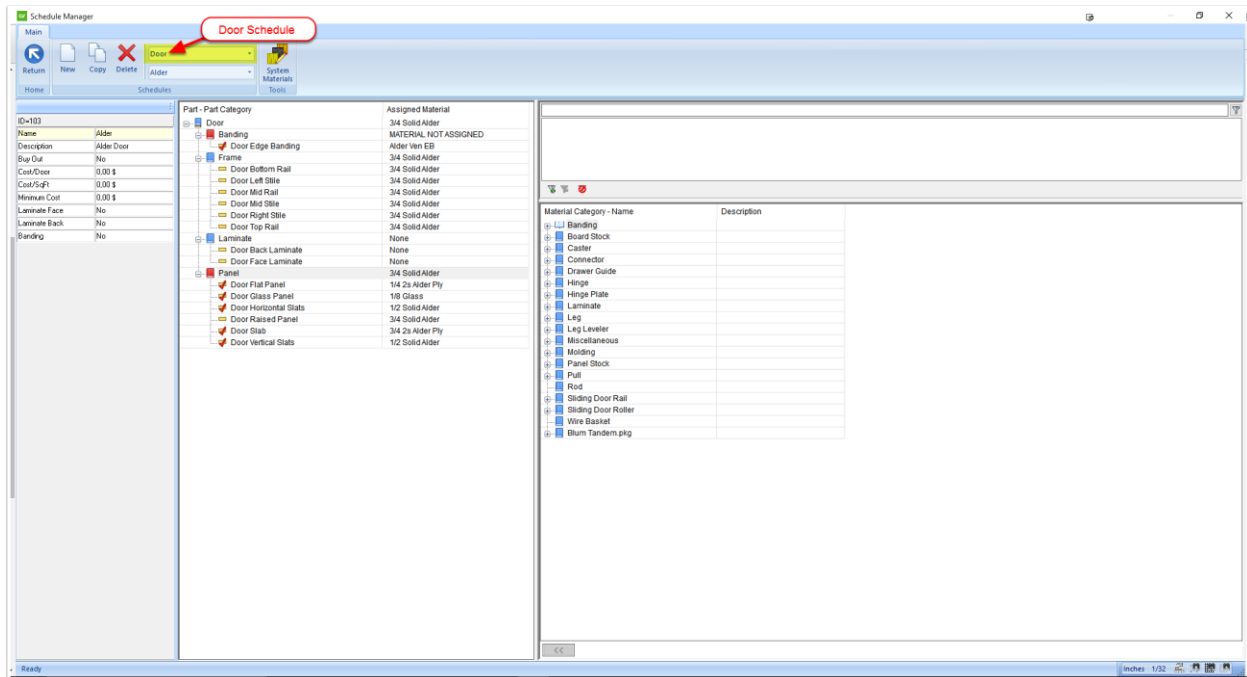 Schedule Manager
Main
Door Schedule
Return
New
Copy
Delete
Door
Alder
System
Materials
Home
Schedules
Tools
ID=103
Name Alder
Description Alder Door
Buy Out No
Cost/Door 0,00 $
Cost/SqFt 0,00 $
Minimum Cost 0,00 $
Laminate Face No
Laminate Back No
Banding No
Part - Part Category Assigned Material
Door 3/4 Solid Alder
Banding MATERIAL NOT ASSIGNED
Door Edge Banding Alder Ven EB
Frame 3/4 Solid Alder
Door Bottom Rail 3/4 Solid Alder
Door Left Stile 3/4 Solid Alder
Door Mid Rail 3/4 Solid Alder
Door Mid Stile 3/4 Solid Alder
Door Right Stile 3/4 Solid Alder
Door Top Rail 3/4 Solid Alder
Laminate None
Door Back Laminate None
Door Face Laminate None
Panel 3/4 Solid Alder
Door Flat Panel 1/4 2s Alder Ply
Door Glass Panel 1/8 Glass
Door Horizontal Slats 1/2 Solid Alder
Door Raised Panel 3/4 Solid Alder
Door Slab 3/4 2s Alder Ply
Door Vertical Slats 1/2 Solid Alder
Material Category - Name Description
Banding
Board Stock
Caster
Connector
Drawer Guide
Hinge
Hinge Plate
Laminate
Leg
Leg Leveler
Miscellaneous
Molding
Panel Stock
Pull
Rod
Sliding Door Rail
Sliding Door Roller
Wire Basket
Blum Tandem.pkg
<<
Ready
Inches 1/32